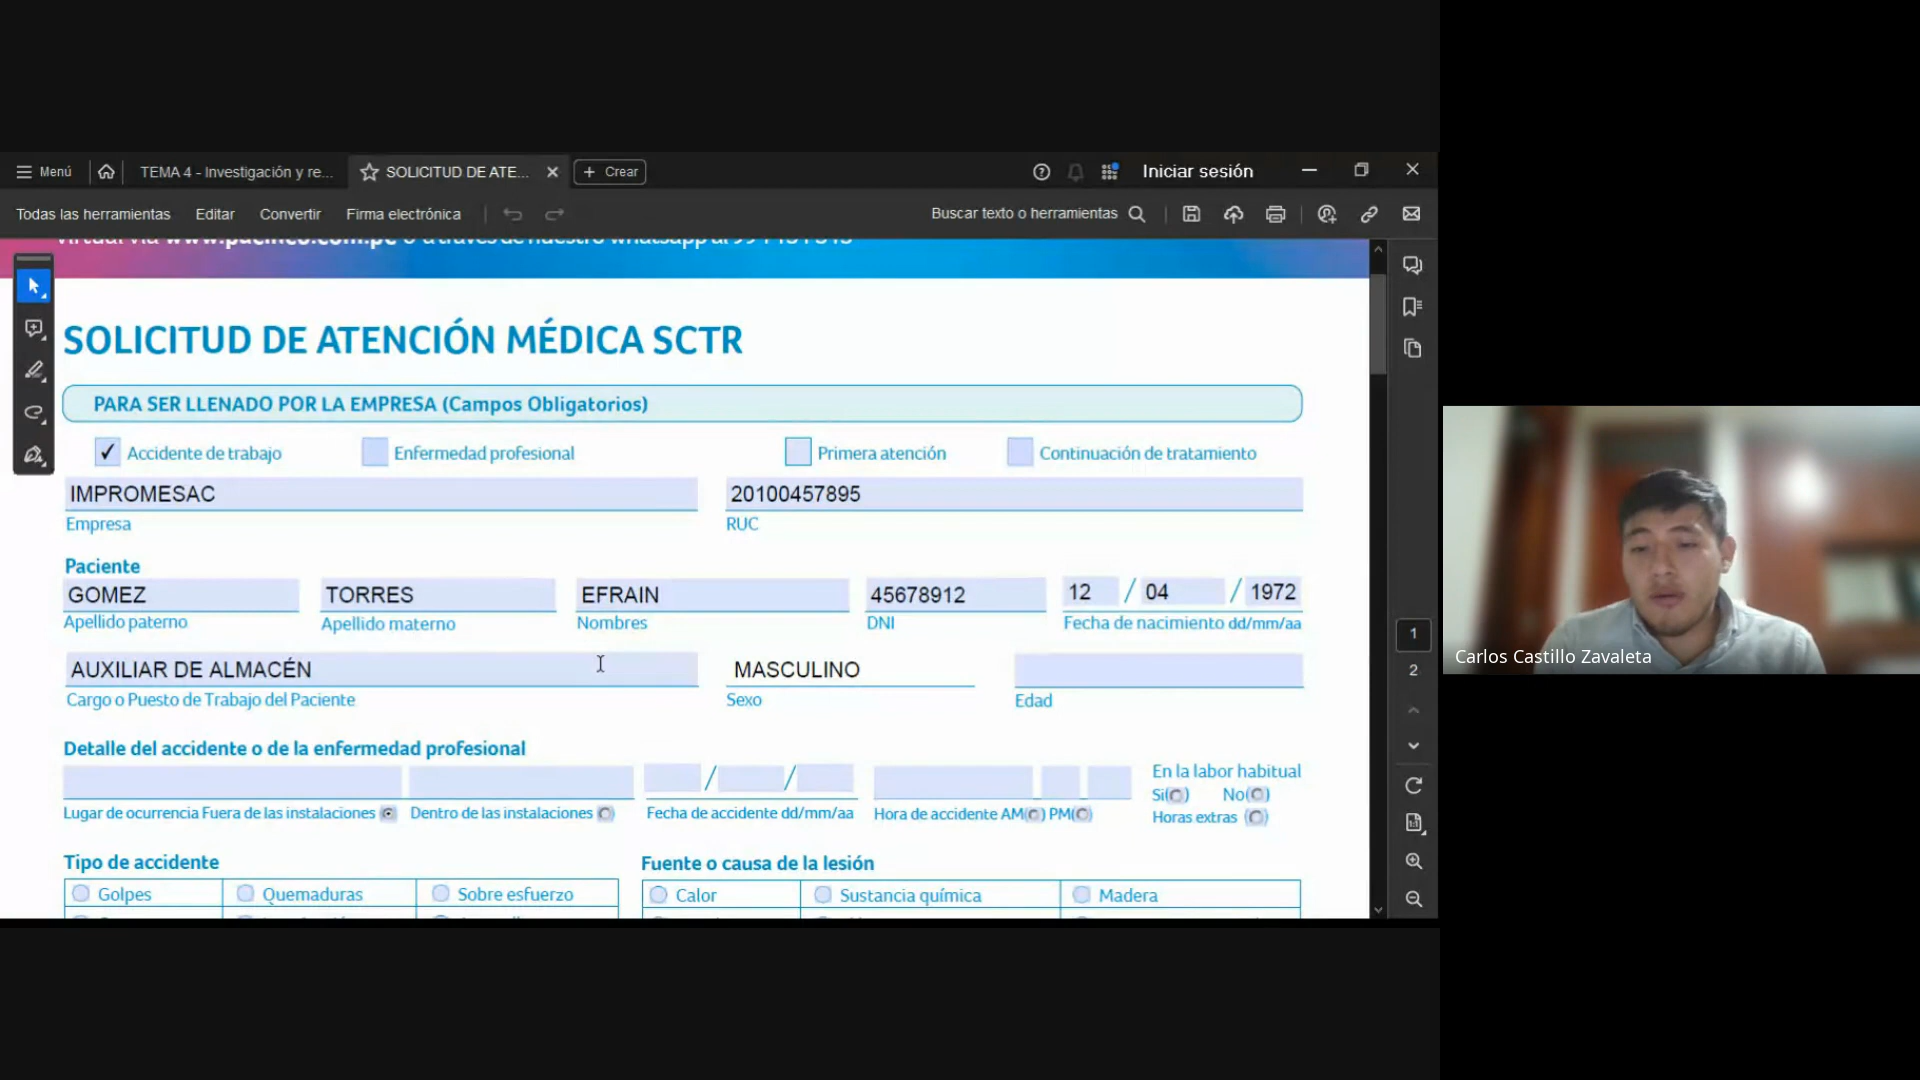 Menú
TEMA 4 - Investigación y re...
SOLICITUD DE ATE...
Crear
Iniciar sesión
Todas las herramientas
Editar
Convertir
Firma electrónica
Buscar texto o herramientas
SOLICITUD DE ATENCIÓN MÉDICA SCTR
PARA SER LLENADO POR LA EMPRESA (Campos Obligatorios)
✓ Accidente de trabajo Enfermedad profesional Primera atención Continuación de tratamiento
IMPROMESAC 20100457895
Empresa RUC
Paciente
GOMEZ TORRES EFRAIN 45678912 12 / 04 / 1972
Apellido paterno Apellido materno Nombres DNI Fecha de nacimiento dd/mm/aa
AUXILIAR DE ALMACÉN MASCULINO
Cargo o Puesto de Trabajo del Paciente Sexo Edad
Detalle del accidente o de la enfermedad profesional
/ /
En la labor habitual
Si( ) No( )
Lugar de ocurrencia Fuera de las instalaciones Dentro de las instalaciones Fecha de accidente dd/mm/aa Hora de accidente AM( ) PM( )
Horas extras ( )
Tipo de accidente Fuente o causa de la lesión
Golpes Quemaduras Sobre esfuerzo Calor Sustancia química Madera
1
2
Carlos Castillo Zavaleta